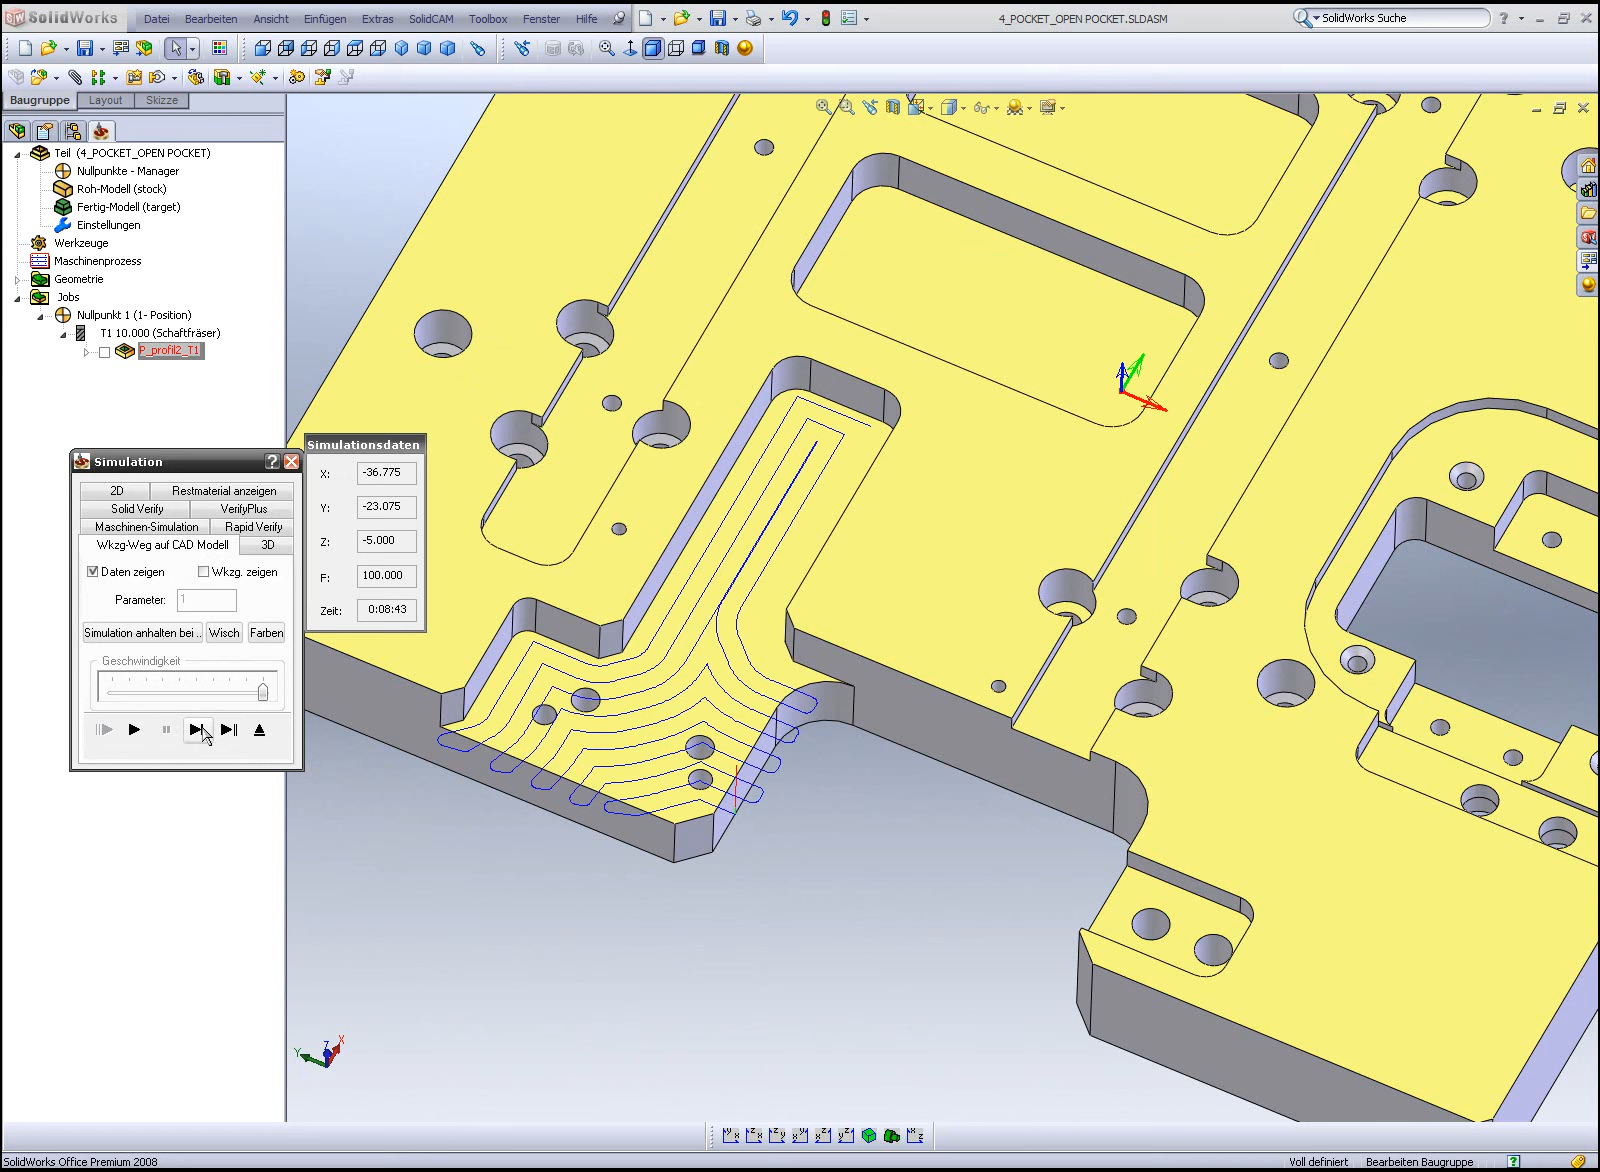 SolidWorks
Datei Bearbeiten Ansicht Einfügen Extras SolidCAM Toolbox Fenster Hilfe
4_POCKET_OPEN POCKET.SLDASM
SolidWorks Suche
Baugruppe Layout Skizze
Teil (4_POCKET_OPEN POCKET)
Nullpunkte - Manager
Roh-Modell (stock)
Fertig-Modell (target)
Einstellungen
Werkzeuge
Maschinenprozess
Geometrie
Jobs
Nullpunkt 1 (1- Position)
T1 10.000 (Schaftfräser)
P_profil2_T1
Simulation
2D Restmaterial anzeigen
Solid Verify VerifyPlus
Maschinen-Simulation Rapid Verify
Wkzg-Weg auf CAD Modell 3D
Daten zeigen Wkzg. zeigen
Parameter: 1
Simulation anhalten bei .. Wisch Farben
Geschwindigkeit
Simulationsdaten
X: -36.775
Y: -23.075
Z: -5.000
F: 100.000
Zeit: 0:08:43
Y Z X
SolidWorks Office Premium 2008
Voll definiert Bearbeiten Baugruppe